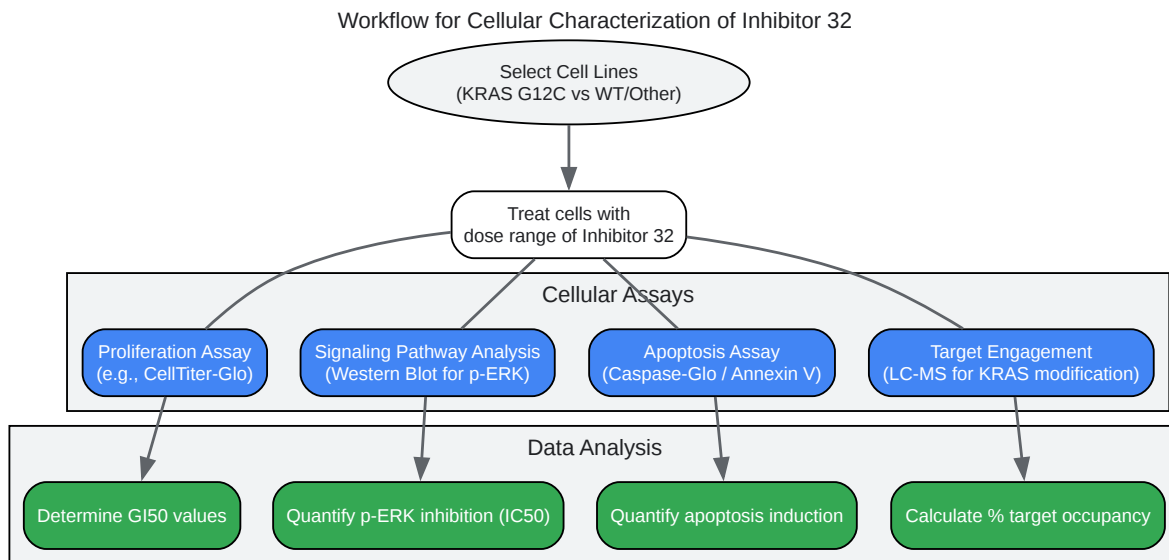 Workflow for Cellular Characterization of Inhibitor 32
Select Cell Lines
(KRAS G12C vs WT/Other)
Treat cells with
dose range of Inhibitor 32
Cellular Assays
Proliferation Assay
(e.g., CellTiter-Glo)
Signaling Pathway Analysis
(Western Blot for p-ERK)
Apoptosis Assay
(Caspase-Glo / Annexin V)
Target Engagement
(LC-MS for KRAS modification)
Data Analysis
Determine GI50 values
Quantify p-ERK inhibition (IC50)
Quantify apoptosis induction
Calculate % target occupancy